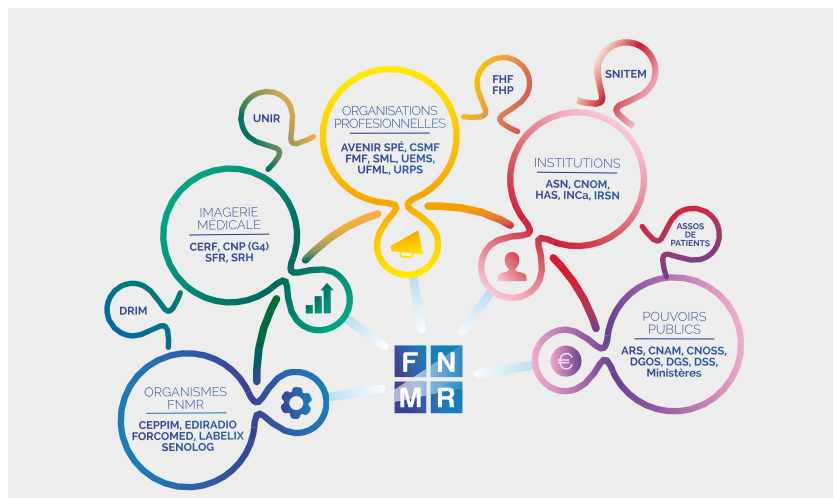 SNITEM
FHF
FHP
UNIR
ORGANISATIONS
PROFESIONNELLES
AVENIR SPÉ, CSMF
FMF, SML, UEMS,
UFML, URPS
INSTITUTIONS
ASN, CNOM,
HAS, INCa, IRSN
IMAGERIE
MÉDICALE
CERF, CNP (G4)
SFR, SRH
ASSOS
DE
PATIENTS
DRIM
POUVOIRS
PUBLICS
ARS, CNAM, CNOSS,
DGOS, DGS, DSS,
Ministères
€
F N
M R
ORGANISMES
FNMR
CEPPIM, EDIRADIO
FORCOMED, LABELIX
SENOLOG